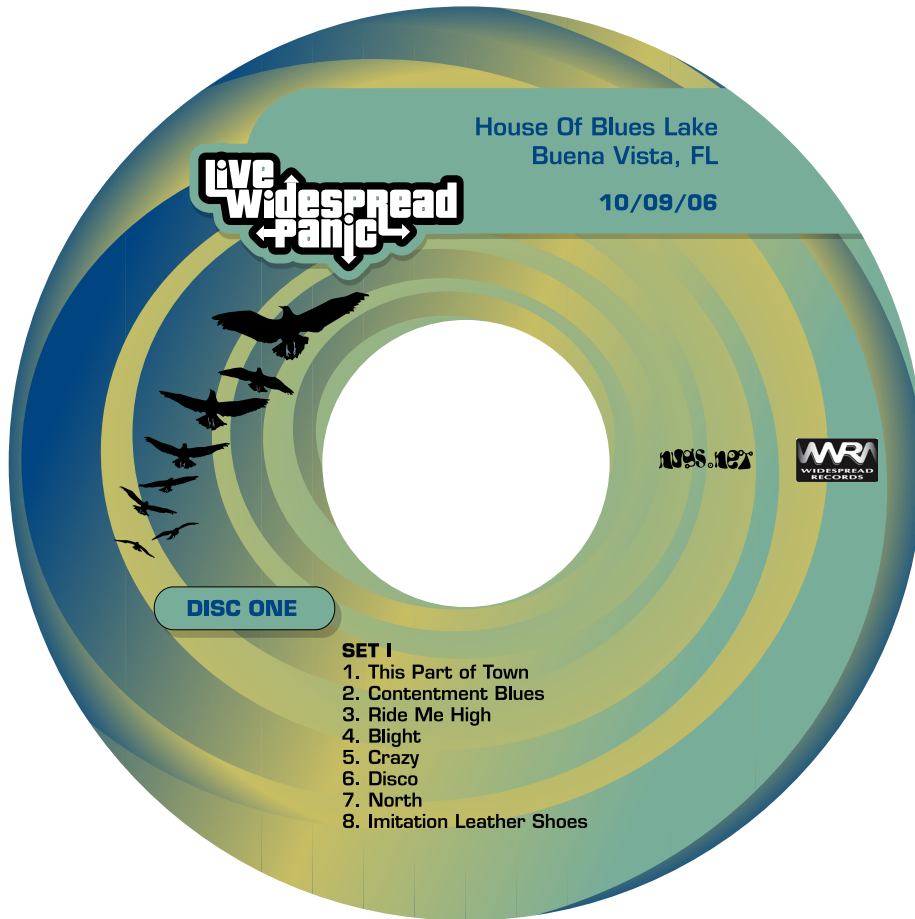 House Of Blues Lake
Buena Vista, FL
10/09/06
Live
Widespread
Panic
nugs.net
WR
WIDESPREAD
RECORDS
DISC ONE
SET I
1. This Part of Town
2. Contentment Blues
3. Ride Me High
4. Blight
5. Crazy
6. Disco
7. North
8. Imitation Leather Shoes